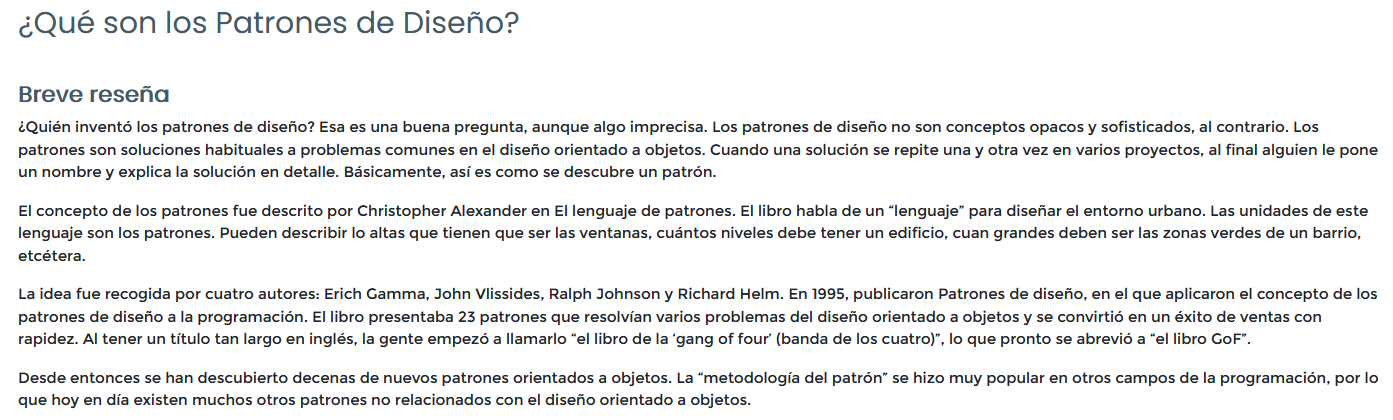 ¿Qué son los Patrones de Diseño?
Breve reseña
¿Quién inventó los patrones de diseño? Esa es una buena pregunta, aunque algo imprecisa. Los patrones de diseño no son conceptos opacos y sofisticados, al contrario. Los
patrones son soluciones habituales a problemas comunes en el diseño orientado a objetos. Cuando una solución se repite una y otra vez en varios proyectos, al final alguien le pone
un nombre y explica la solución en detalle. Básicamente, así es como se descubre un patrón.
El concepto de los patrones fue descrito por Christopher Alexander en El lenguaje de patrones. El libro habla de un “lenguaje” para diseñar el entorno urbano. Las unidades de este
lenguaje son los patrones. Pueden describir lo altas que tienen que ser las ventanas, cuántos niveles debe tener un edificio, cuan grandes deben ser las zonas verdes de un barrio,
etcétera.
La idea fue recogida por cuatro autores: Erich Gamma, John Vlissides, Ralph Johnson y Richard Helm. En 1995, publicaron Patrones de diseño, en el que aplicaron el concepto de los
patrones de diseño a la programación. El libro presentaba 23 patrones que resolvían varios problemas del diseño orientado a objetos y se convirtió en un éxito de ventas con
rapidez. Al tener un título tan largo en inglés, la gente empezó a llamarlo “el libro de la ‘gang of four’ (banda de los cuatro)”, lo que pronto se abrevió a “el libro GoF”.
Desde entonces se han descubierto decenas de nuevos patrones orientados a objetos. La “metodología del patrón” se hizo muy popular en otros campos de la programación, por lo
que hoy en día existen muchos otros patrones no relacionados con el diseño orientado a objetos.